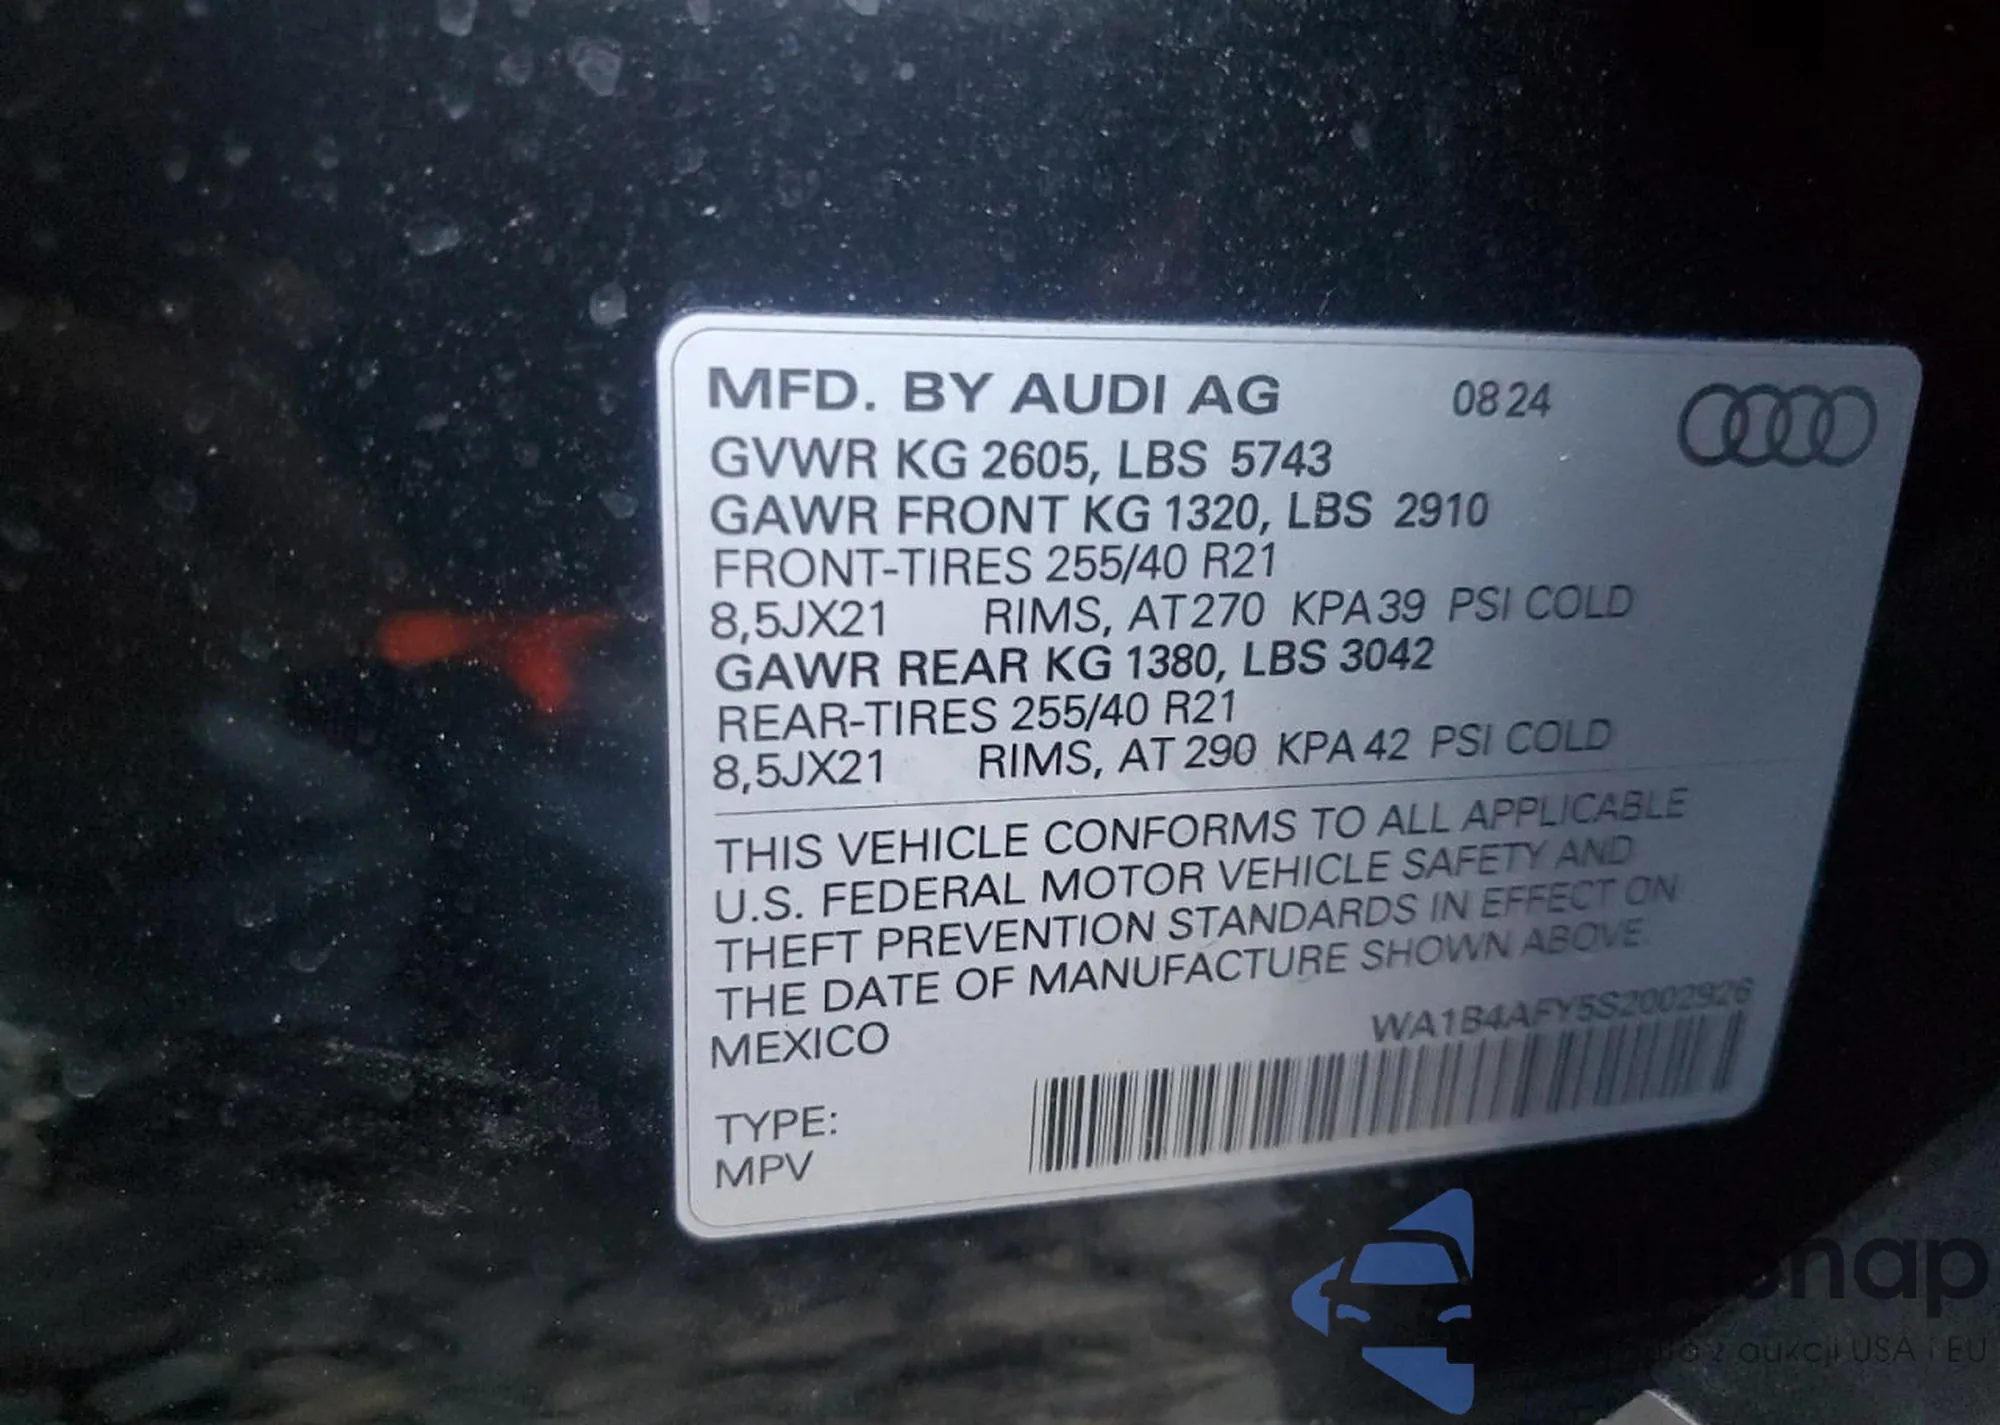 MFD. BY AUDI AG 08 24
GVWR KG 2605, LBS 5743
GAWR FRONT KG 1320, LBS 2910
FRONT-TIRES 255/40 R21
8,5JX21 RIMS, AT 270 KPA 39 PSI COLD
GAWR REAR KG 1380, LBS 3042
REAR-TIRES 255/40 R21
8,5JX21 RIMS, AT 290 KPA 42 PSI COLD
THIS VEHICLE CONFORMS TO ALL APPLICABLE
U.S. FEDERAL MOTOR VEHICLE SAFETY AND
THEFT PREVENTION STANDARDS IN EFFECT ON
THE DATE OF MANUFACTURE SHOWN ABOVE.
MEXICO
WA1B4AFY5S2002926
TYPE:
MPV
z aukcji USA i EU